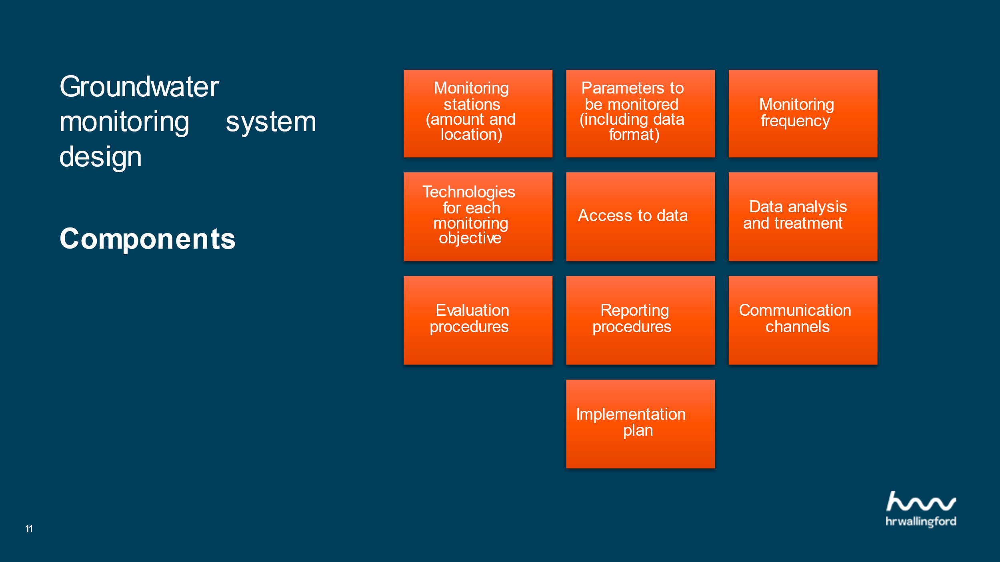 Groundwater
monitoring system
design
Components
Monitoring
stations
(amount and
location)
Parameters to
be monitored
(including data
format)
Monitoring
frequency
Technologies
for each
monitoring
objective
Access to data
Data analysis
and treatment
Evaluation
procedures
Reporting
procedures
Communication
channels
Implementation
plan
11
hrwallingford